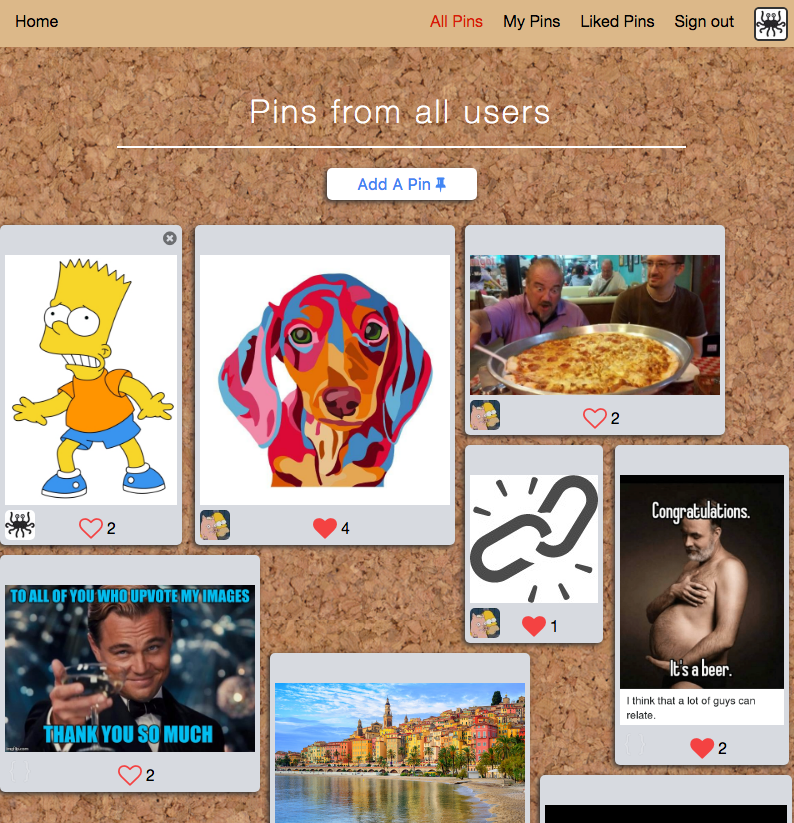 Home
All Pins
My Pins
Liked Pins
Sign out
Pins from all users
Add A Pin
2
4
2
Congratulations.
It's a beer.
I think that a lot of guys can
relate.
1
2
TO ALL OF YOU WHO UPVOTE MY IMAGES
THANK YOU SO MUCH
imgflip.com
2